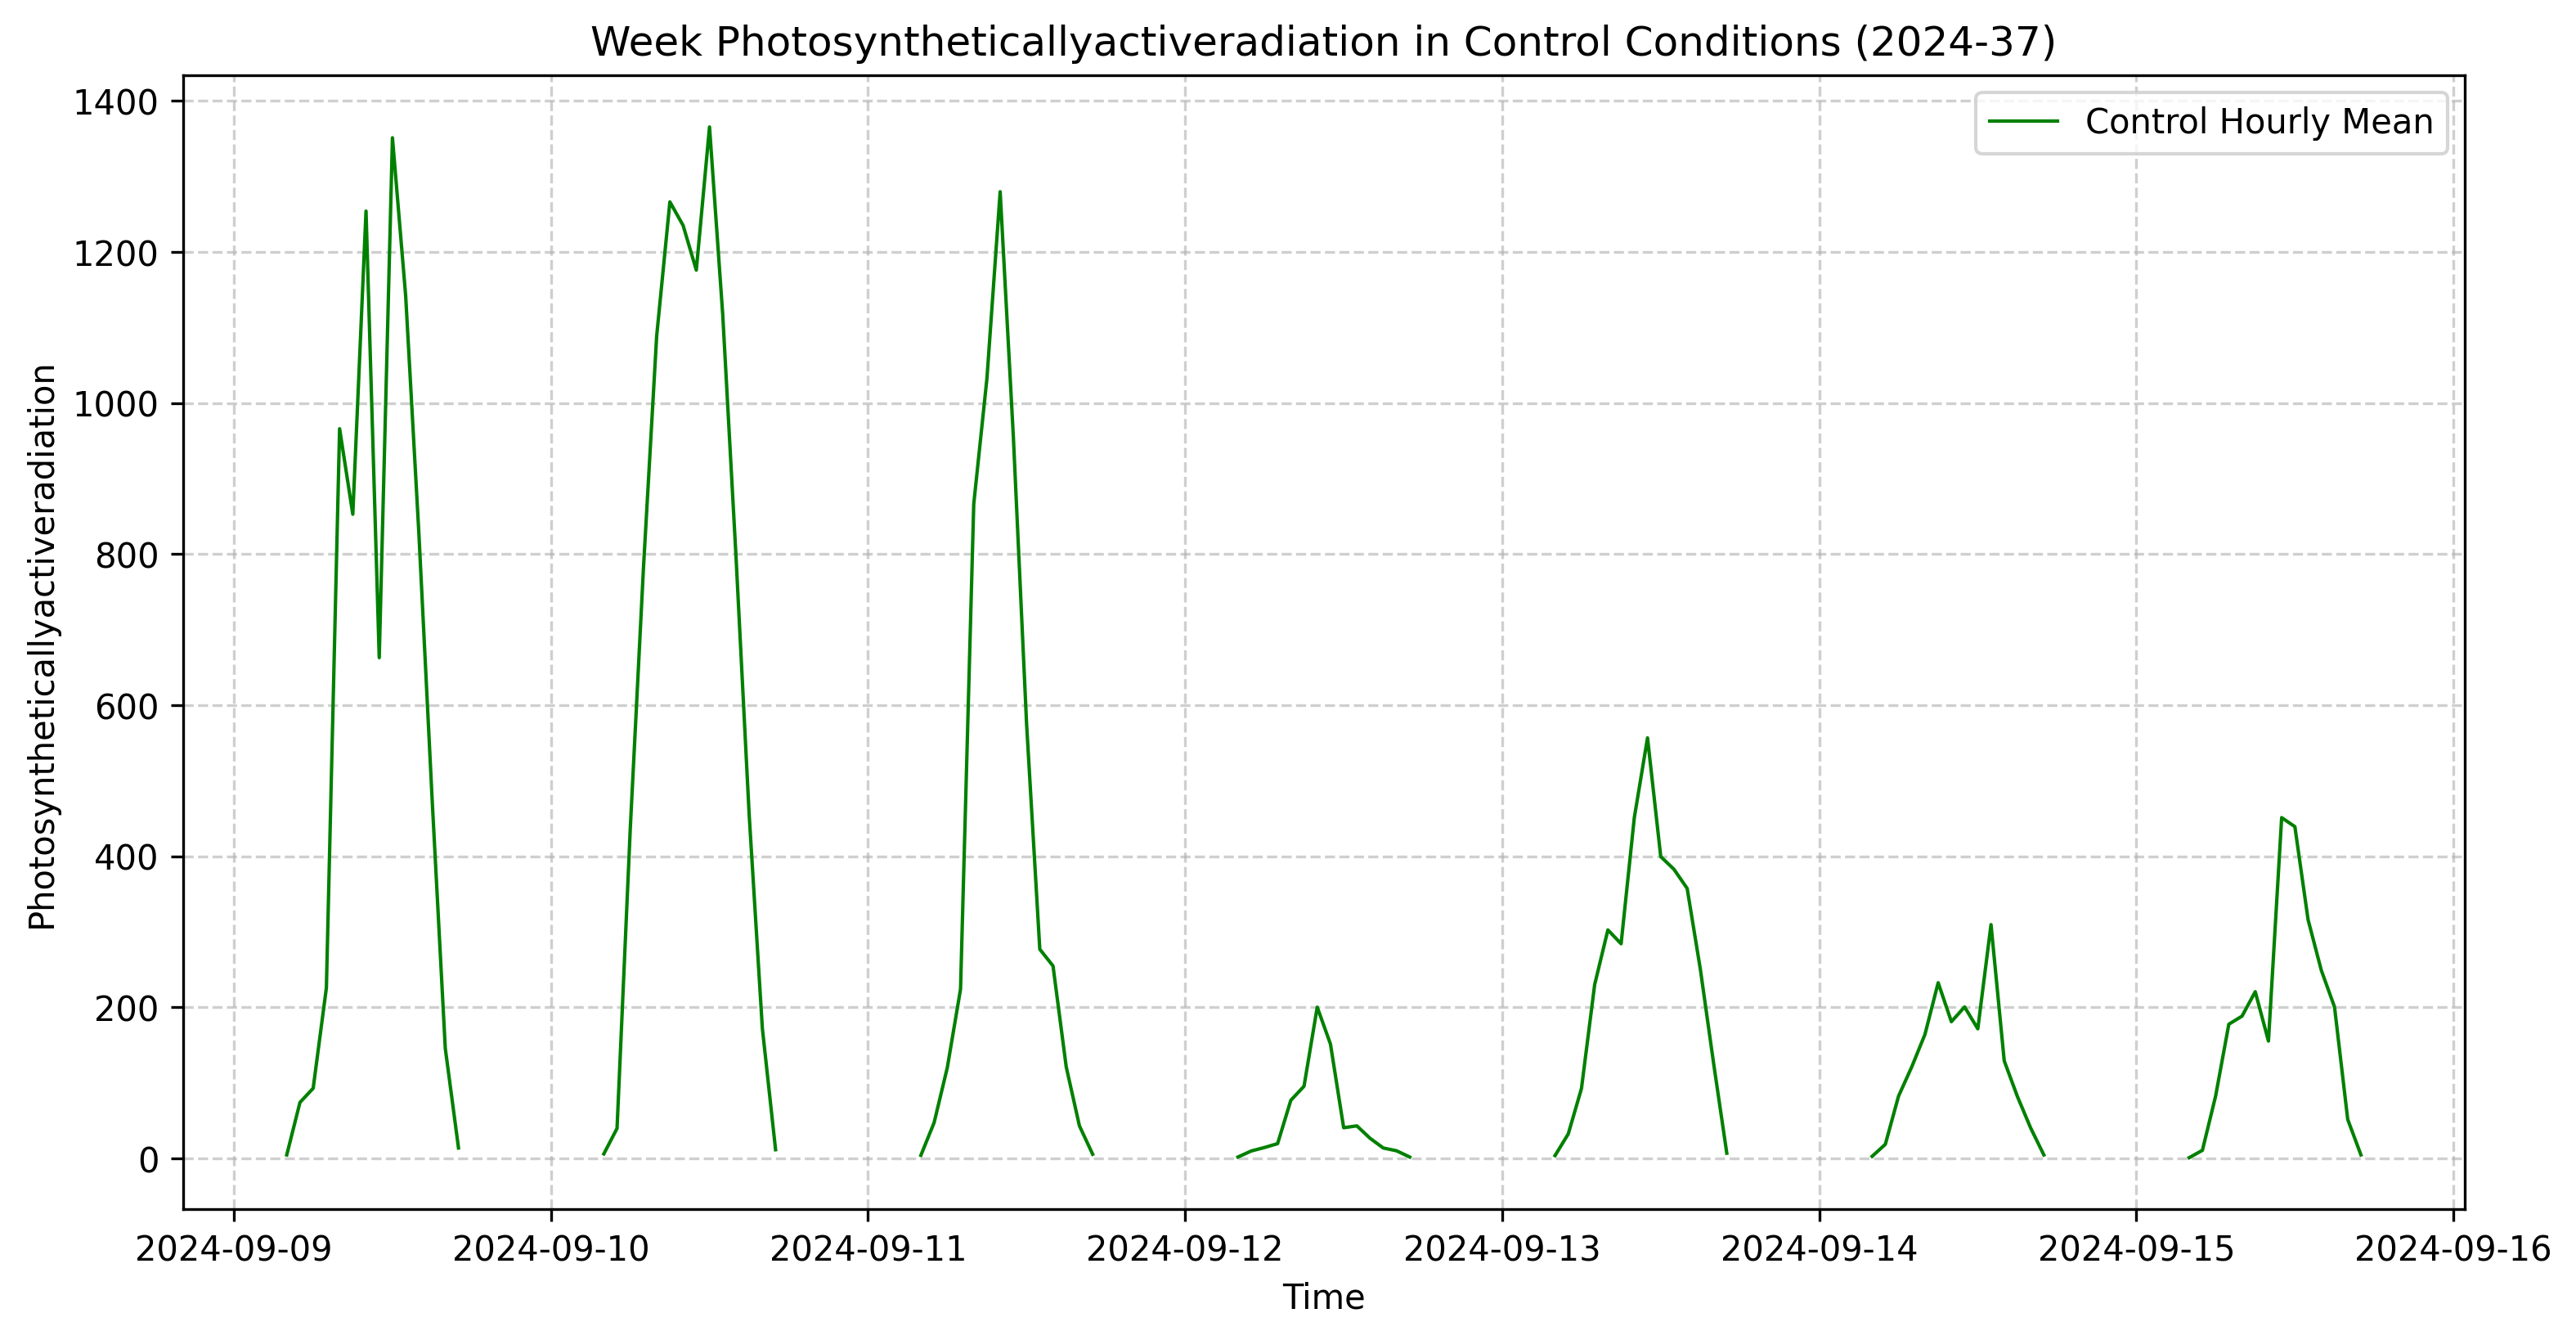 Week Photosyntheticallyactiveradiation in Control Conditions (2024-37)
Control Hourly Mean
Photosyntheticallyactiveradiation
1400
1200
1000
800
600
400
200
0
2024-09-09 2024-09-10 2024-09-11 2024-09-12 2024-09-13 2024-09-14 2024-09-15 2024-09-16
Time